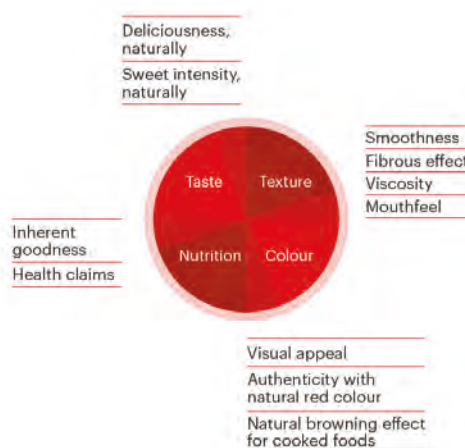 Deliciousness,
naturally
Sweet intensity,
naturally
Smoothness
Fibrous effect
Viscosity
Mouthfeel
Taste
Texture
Inherent
goodness
Health claims
Nutrition
Colour
Visual appeal
Authenticity with
natural red colour
Natural browning effect
for cooked foods